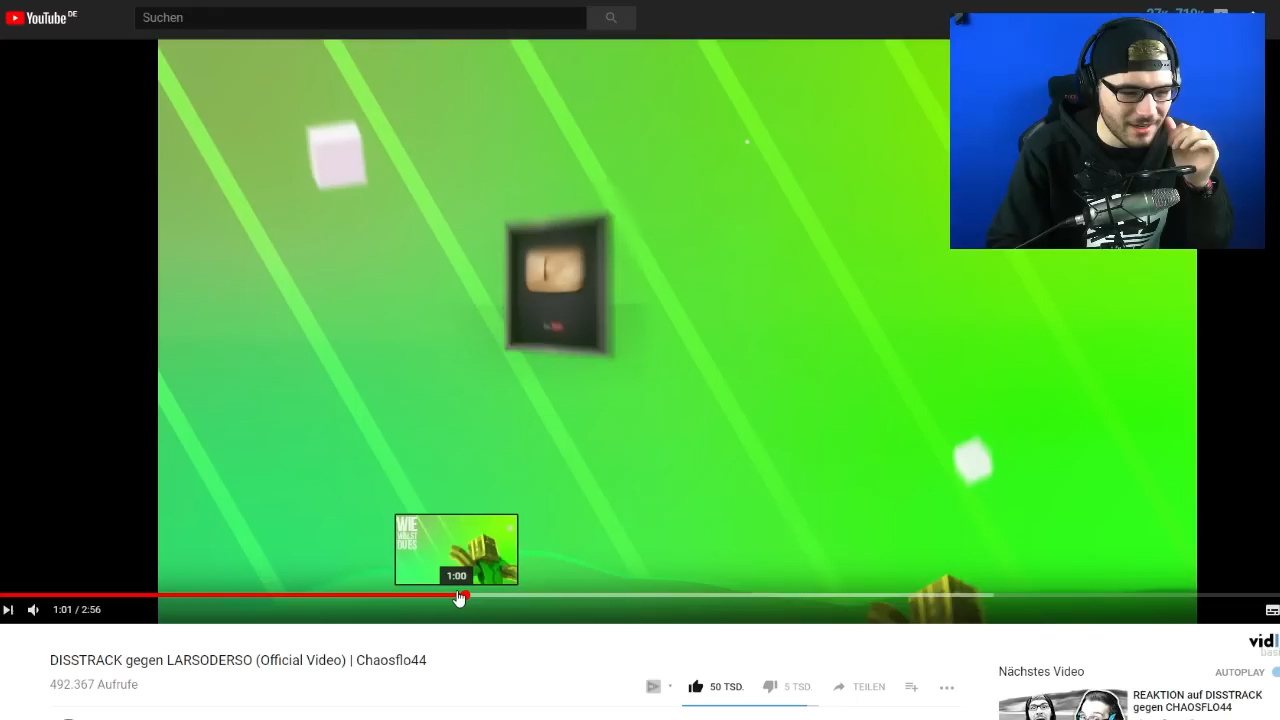 YouTube DE
Suchen
WIE
WILLST
DU ES
1:00
1:01 / 2:56
DISSTRACK gegen LARSODERSO (Official Video) | Chaosflo44
492.367 Aufrufe
50 TSD.
5 TSD
TEILEN
Nächstes Video
AUTOPLAY
REAKTION auf DISSTRACK
gegen CHAOSFLO44